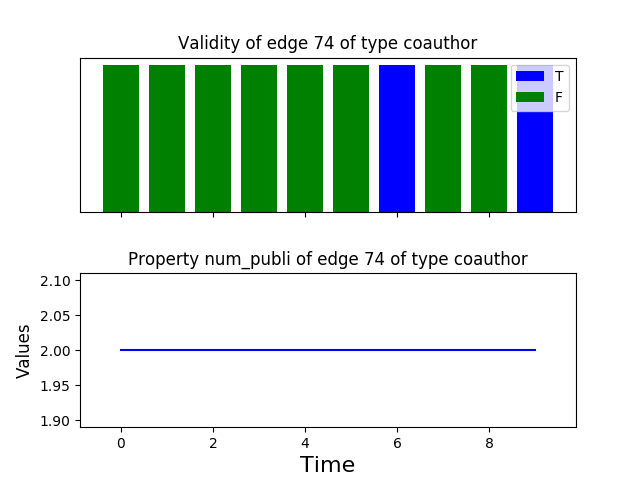 Validity of edge 74 of type coauthor
T
F
Property num_publi of edge 74 of type coauthor
2.10
2.05
2.00
1.95
1.90
Values
0 2 4 6 8
Time